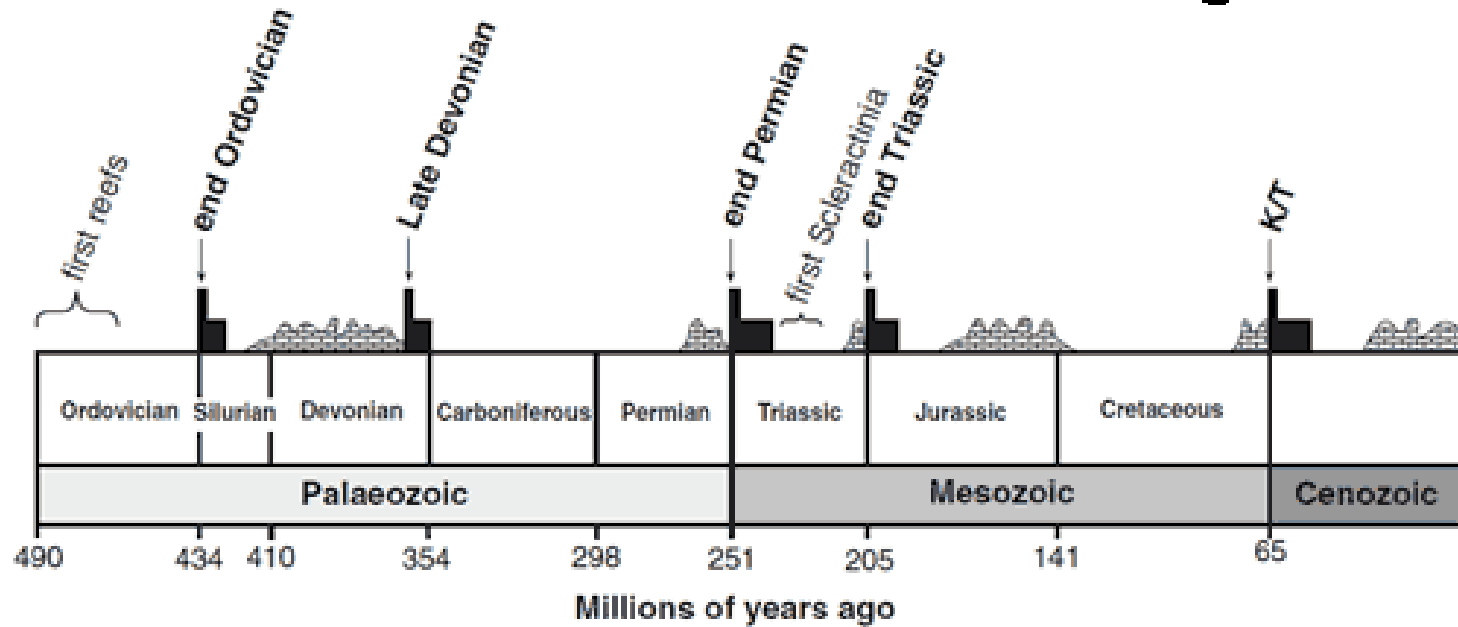 first reefs
end Ordovician
Late Devonian
end Permian
first Scleractinia
end Triassic
K/T
Ordovician Silurian Devonian Carboniferous Permian Triassic Jurassic Cretaceous
Palaeozoic Mesozoic Cenozoic
490 434 410 354 298 251 205 141 65
Millions of years ago